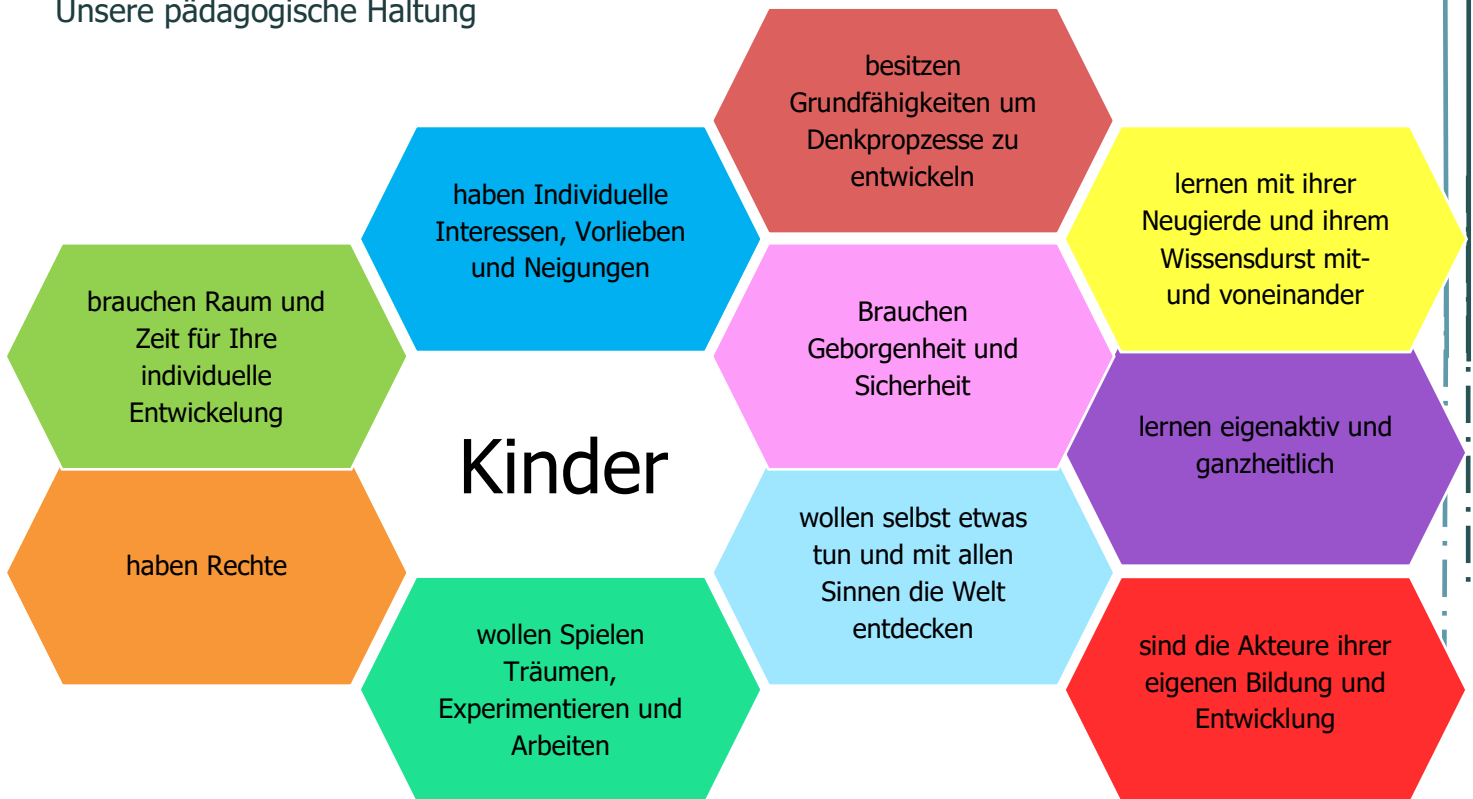 Unsere pädagogische Haltung
besitzen
Grundfähigkeiten um
Denkpropzesse zu
entwickeln
haben Individuelle
Interessen, Vorlieben
und Neigungen
lernen mit ihrer
Neugierde und ihrem
Wissensdurst mit-
und voneinander
brauchen Raum und
Zeit für Ihre
individuelle
Entwickelung
Brauchen
Geborgenheit und
Sicherheit
Kinder
lernen eigenaktiv und
ganzheitlich
haben Rechte
wollen selbst etwas
tun und mit allen
Sinnen die Welt
entdecken
wollen Spielen
Träumen,
Experimentieren und
Arbeiten
sind die Akteure ihrer
eigenen Bildung und
Entwicklung